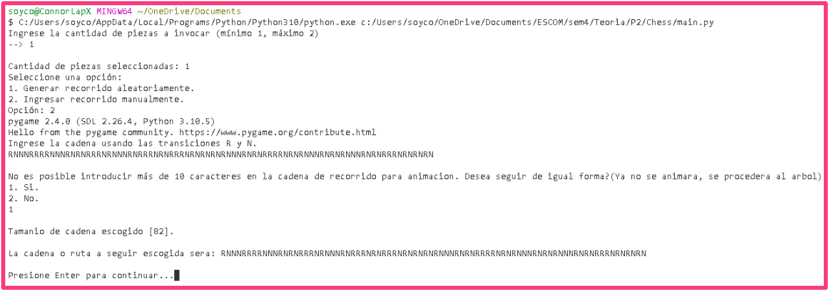 soyco@ConnorLapX MINGW64 ~/OneDrive/Documents
$ C:/Users/soyco/AppData/Local/Programs/Python/Python310/python.exe c:/Users/soyco/OneDrive/Documents/ESCOM/sem4/Teoria/P2/Chess/main.py
Ingrese la cantidad de piezas a invocar (mínimo 1, máximo 2)
--> 1
Cantidad de piezas seleccionadas: 1
Seleccione una opción:
1. Generar recorrido aleatoriamente.
2. Ingresar recorrido manualmente.
Opción: 2
pygame 2.4.0 (SDL 2.26.4, Python 3.10.5)
Hello from the pygame community. https://www.pygame.org/contribute.html
Ingrese la cadena usando las transiciones R y N.
No es posible introducir más de 10 caracteres en la cadena de recorrido para animacion. Desea seguir de igual forma?(Ya no se animara, se procedera al arbol)
1. Si.
2. No.
1
Tamanio de cadena escogido [82].
La cadena o ruta a seguir escogida sera:
Presione Enter para continuar...